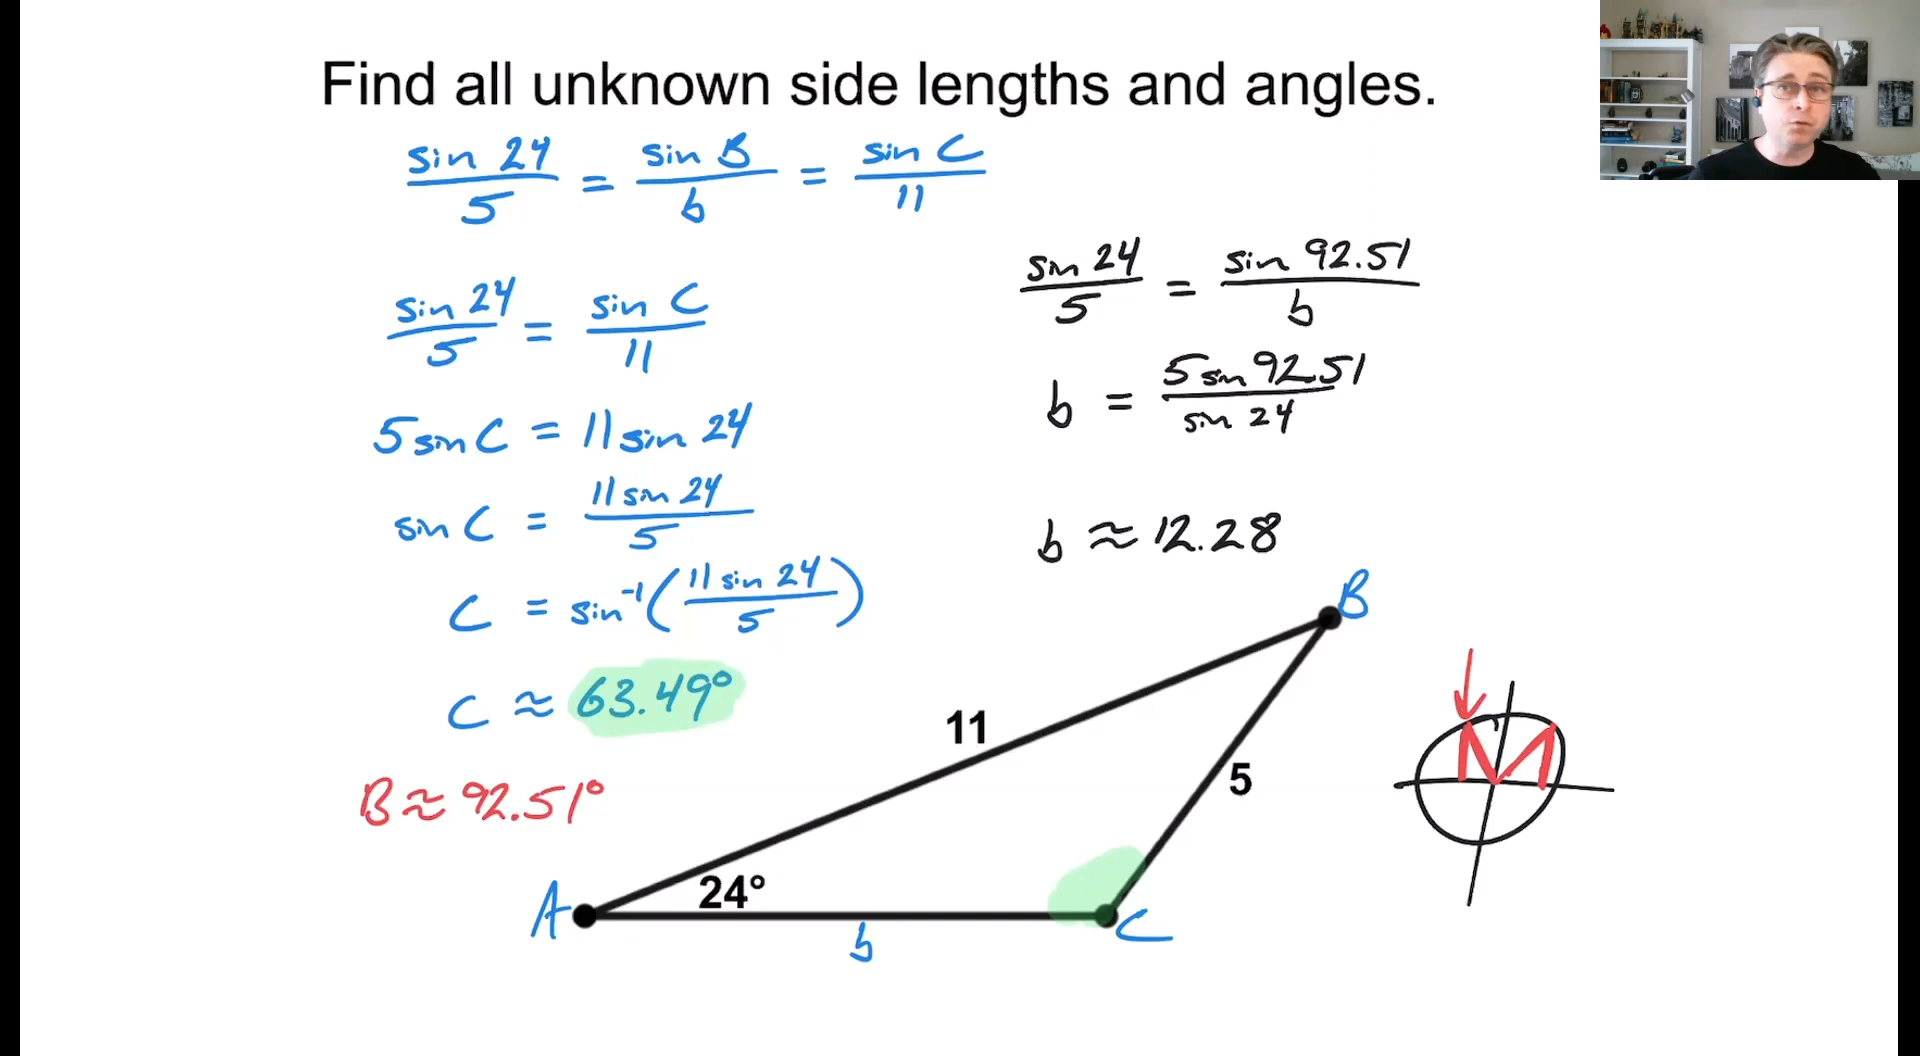 Find all unknown side lengths and angles.
sin 24 / 5 = sin B / b = sin C / 11
sin 24 / 5 = sin C / 11
5 sin C = 11 sin 24
sin C = 11 sin 24 / 5
C = sin⁻¹(11 sin 24 / 5)
C ≈ 63.49°
B ≈ 92.51°
sin 24 / 5 = sin 92.51 / b
b = 5 sin 92.51 / sin 24
b ≈ 12.28
B
11
5
M
A
24°
C
b